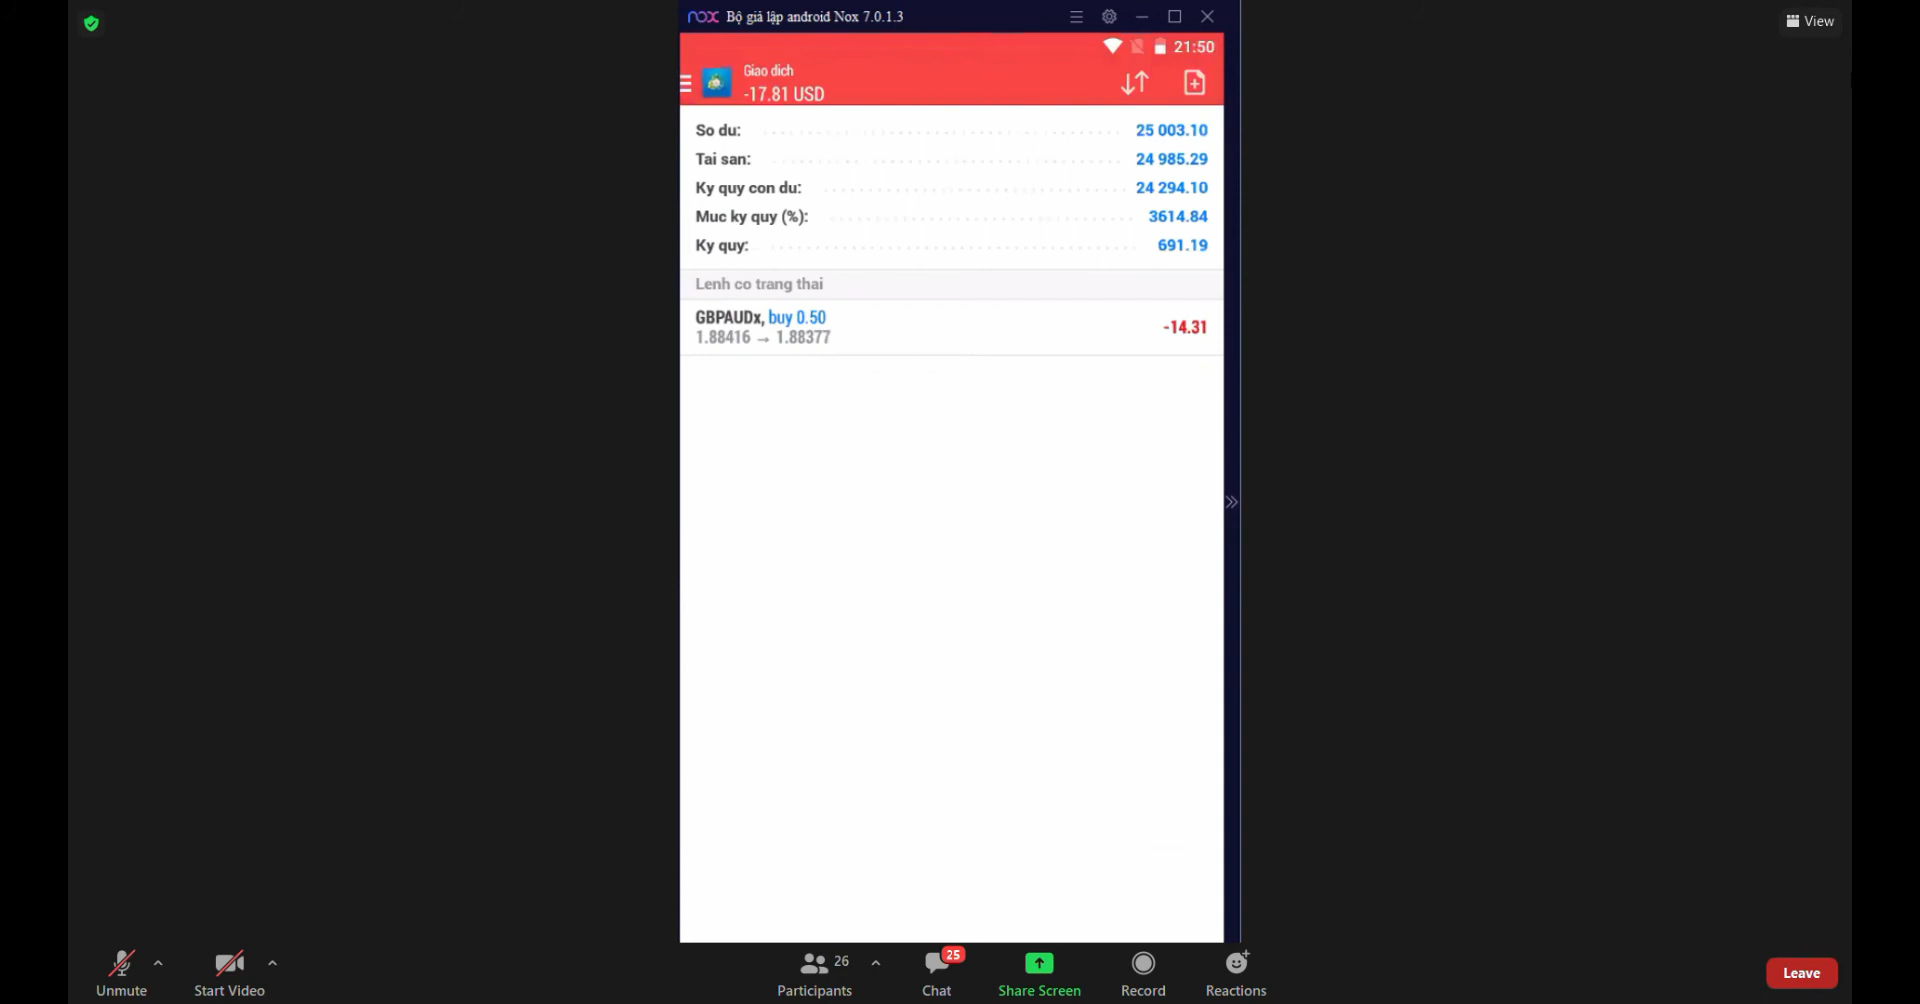 nox Bộ giả lập android Nox 7.0.1.3
View
21:50
Giao dich
-17.81 USD
So du: 25 003.10
Tai san: 24 985.29
Ky quy con du: 24 294.10
Muc ky quy (%): 3614.84
Ky quy: 691.19
Lenh co trang thai
GBPAUDx, buy 0.50
-14.31
1.88416 → 1.88377
26
25
Unmute
Start Video
Participants
Chat
Share Screen
Record
Reactions
Leave